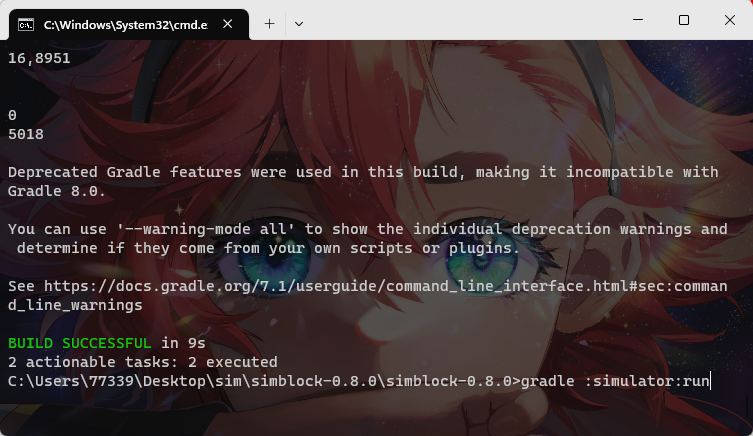 C:\Windows\System32\cmd.e
16,8951
0
5018
Deprecated Gradle features were used in this build, making it incompatible with
Gradle 8.0.
You can use '--warning-mode all' to show the individual deprecation warnings and
 determine if they come from your own scripts or plugins.
See https://docs.gradle.org/7.1/userguide/command_line_interface.html#sec:comman
d_line_warnings
BUILD SUCCESSFUL in 9s
2 actionable tasks: 2 executed
C:\Users\77339\Desktop\sim\simblock-0.8.0\simblock-0.8.0>gradle :simulator:run